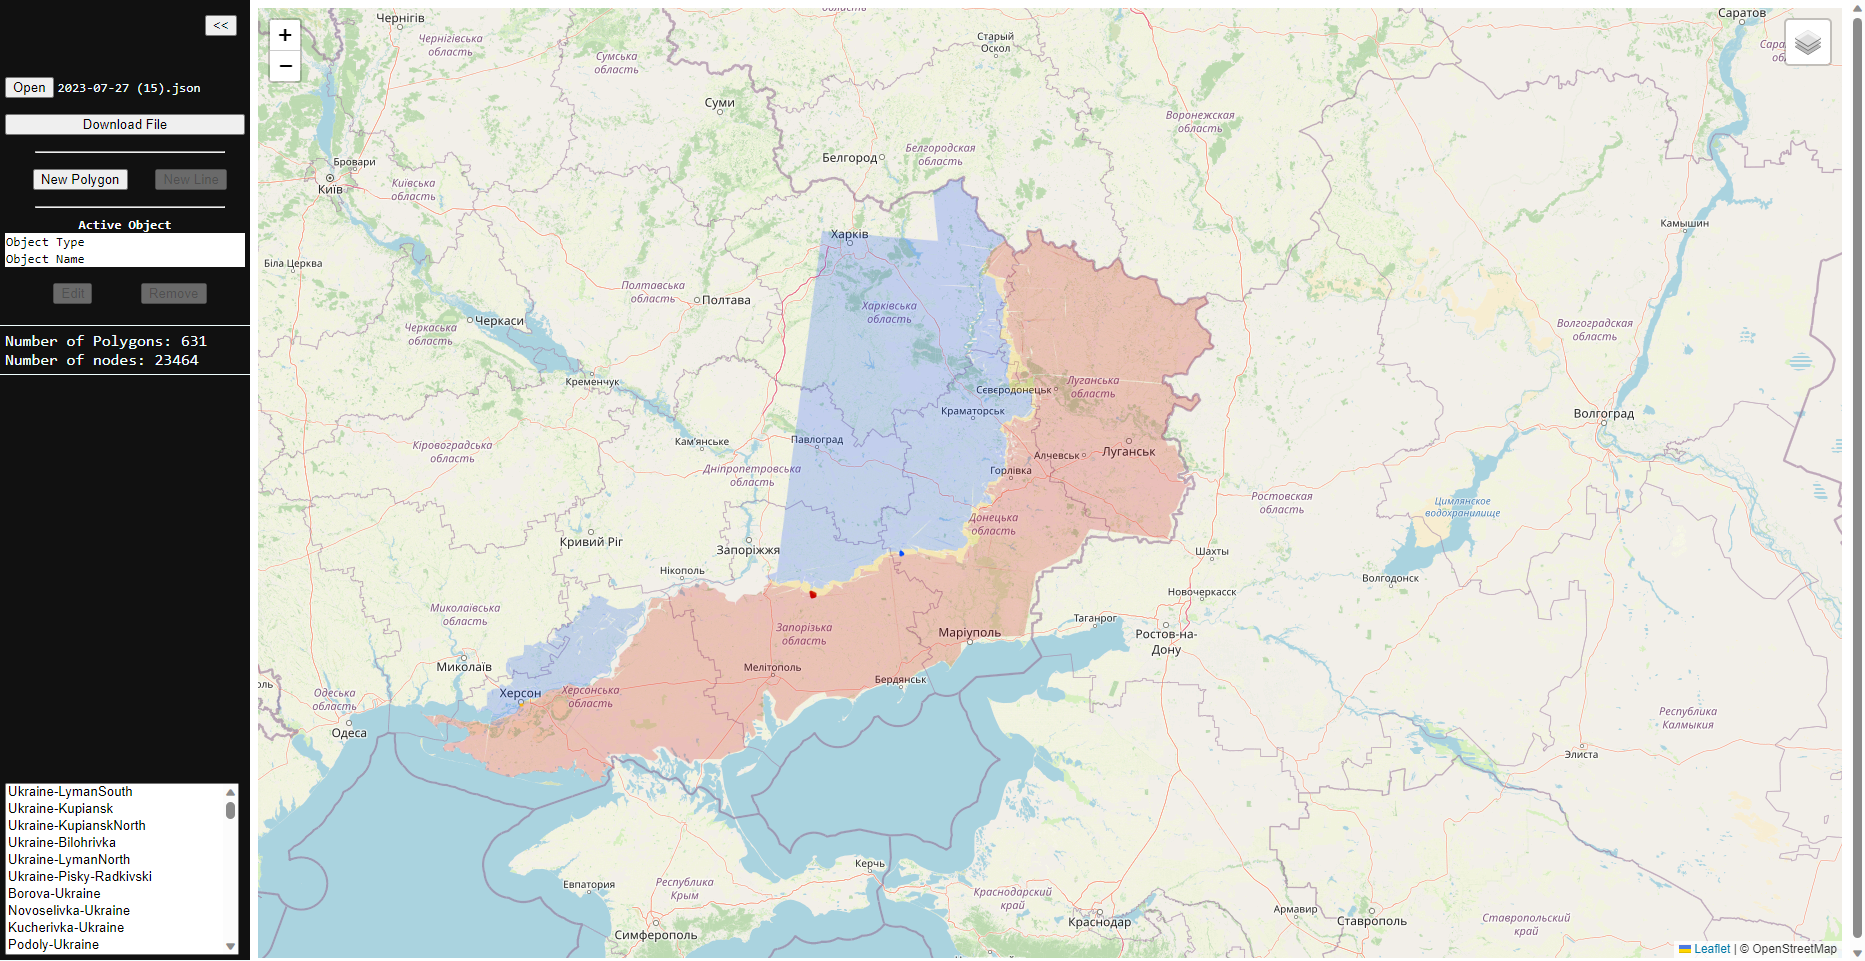 <<
Open 2023-07-27 (15).json
Download File
New Polygon New Line
Active Object
Object Type
Object Name
Edit Remove
Number of Polygons: 631
Number of nodes: 23464
Ukraine-LymanSouth
Ukraine-Kupiansk
Ukraine-KupianskNorth
Ukraine-Bilohrivka
Ukraine-LymanNorth
Ukraine-Pisky-Radkivski
Borova-Ukraine
Novoselivka-Ukraine
Kucherivka-Ukraine
Podoly-Ukraine
+
−
область
Чернігів
Саратов
Чернігівська
область
Старый
Оскол
Сумська
область
Суми
Воронежская
область
Белгород
Белгородская
область
Бровари
Київ
Київська
область
Камышин
Харків
Біла Церква
Полтавська
область
Полтава
Харківська
область
Черкаська
область
Черкаси
Волгоградская
область
Кременчук
Сєвєродонецьк
Луганська
область
Краматорськ
Волгоград
Кам'янське
Павлоград
Кіровоградська
область
Алчевськ
Луганськ
Дніпропетровська
область
Горлівка
Ростовская
область
Цимлянское
водохранилище
Донецька
область
Кривий Ріг
Запоріжжя
Шахты
Нікополь
Волгодонск
Новочеркасск
Миколаївська
область
Таганрог
Запорізька
область
Маріуполь
Ростов-на-
Дону
Миколаїв
Мелітополь
Бердянськ
Одеська
область
Херсон
Херсонська
область
Одеса
Республика
Калмыкия
Элиста
Керчь
Евпатория
Республика
Крым
Краснодарский
край
Армавир
Краснодар
Ставрополь
Ставропольский
край
Симферополь
Leaflet | © OpenStreetMap